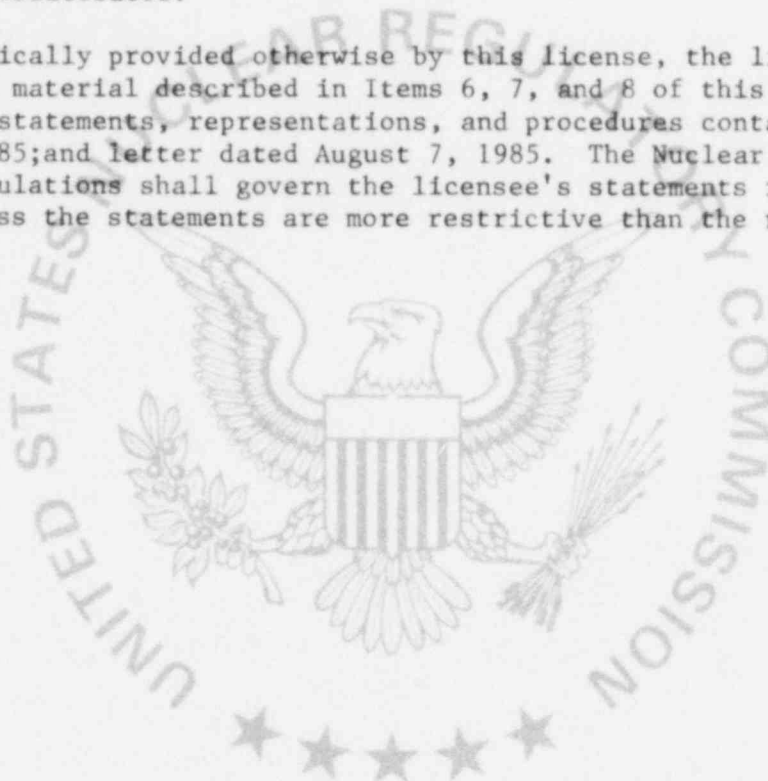 ically provided otherwise by this license, the l
material described in Items 6, 7, and 8 of this
statements, representations, and procedures conta
85;and letter dated August 7, 1985. The Nuclear
ulations shall govern the licensee's statements
ss the statements are more restrictive than the
UNITED STATES NUCLEAR REGULATORY COMMISSION